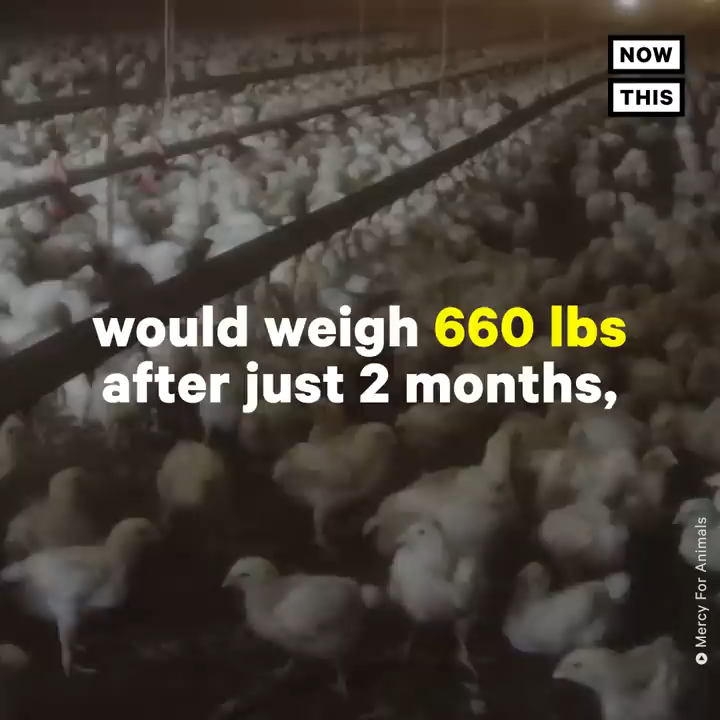 NOW
THIS
would weigh 660 lbs
after just 2 months,
Mercy For Animals